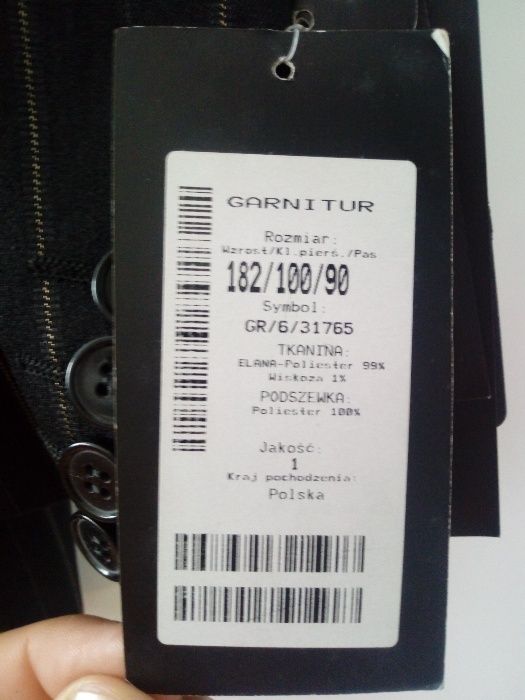 GARNITUR
Rozmiar:
Wzrost/Kl.pierś./Pas
182/100/90
Symbol:
GR/6/31765
TKANINA:
ELANA-Poliester 99%
Wiskoza 1%
PODSZEWKA:
Poliester 100%
Jakość:
1
Kraj pochodzenia:
Polska